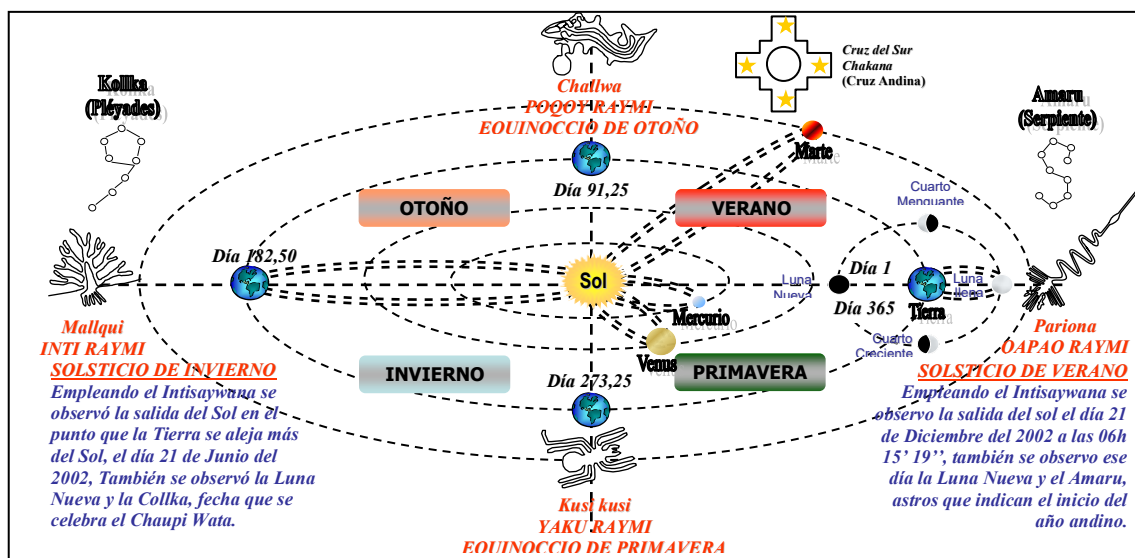 Kollka
(Pléyades)
Challwa
POQOY RAYMI
EQUINOCCIO DE OTOÑO
Cruz del Sur
Chakana
(Cruz Andina)
Amaru
(Serpiente)
Marte
Día 91,25
OTOÑO
VERANO
Cuarto
Menguante
Día 182,50
Sol
Luna
Nueva
Día 1
Día 365
Luna
llena
Tierra
Mercurio
Venus
Cuarto
Creciente
Mallqui
INTI RAYMI
SOLSTICIO DE INVIERNO
Empleando el Intisaywana se
observó la salida del Sol en el
punto que la Tierra se aleja más
del Sol, el día 21 de Junio del
2002, También se observó la Luna
Nueva y la Collka, fecha que se
celebra el Chaupi Wata.
INVIERNO
Día 273,25
PRIMAVERA
Pariona
QAPAQ RAYMI
SOLSTICIO DE VERANO
Empleando el Intisaywana se
observo la salida del sol el día 21
de Diciembre del 2002 a las 06h
15’ 19’’, también se observo ese
día la Luna Nueva y el Amaru,
astros que indican el inicio del
año andino.
Kusi kusi
YAKU RAYMI
EQUINOCCIO DE PRIMAVERA